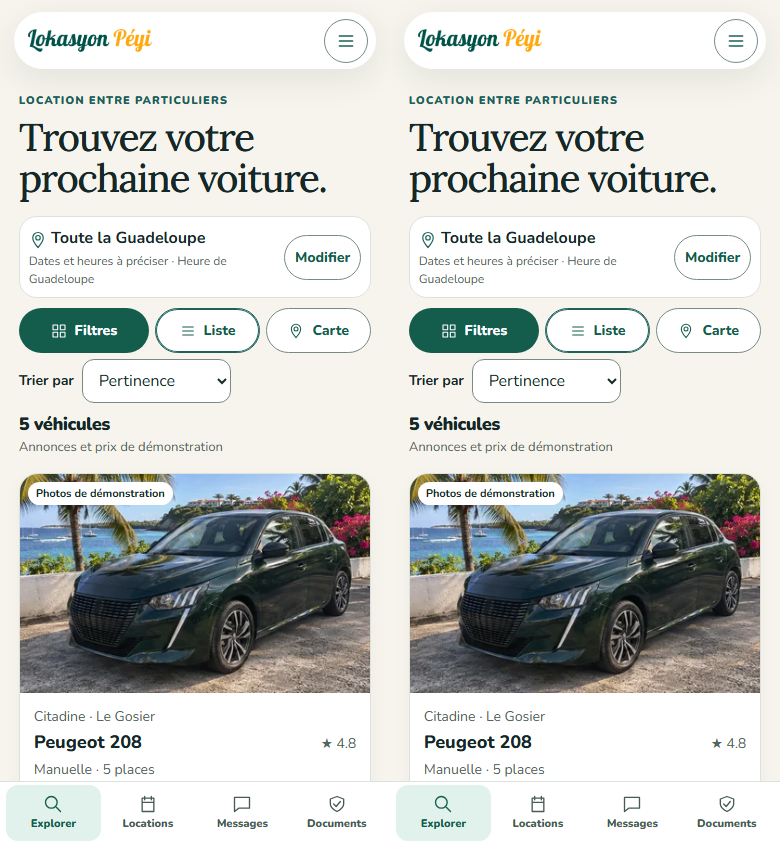 Lokasyon Péyi
LOCATION ENTRE PARTICULIERS
Trouvez votre
prochaine voiture.
Toute la Guadeloupe
Dates et heures à préciser · Heure de
Guadeloupe
Modifier
Filtres
Liste
Carte
Trier par
Pertinence
5 véhicules
Annonces et prix de démonstration
Photos de démonstration
Citadine · Le Gosier
Peugeot 208
★ 4.8
Manuelle · 5 places
Explorer
Locations
Messages
Documents
Lokasyon Péyi
LOCATION ENTRE PARTICULIERS
Trouvez votre
prochaine voiture.
Toute la Guadeloupe
Dates et heures à préciser · Heure de
Guadeloupe
Modifier
Filtres
Liste
Carte
Trier par
Pertinence
5 véhicules
Annonces et prix de démonstration
Photos de démonstration
Citadine · Le Gosier
Peugeot 208
★ 4.8
Manuelle · 5 places
Explorer
Locations
Messages
Documents